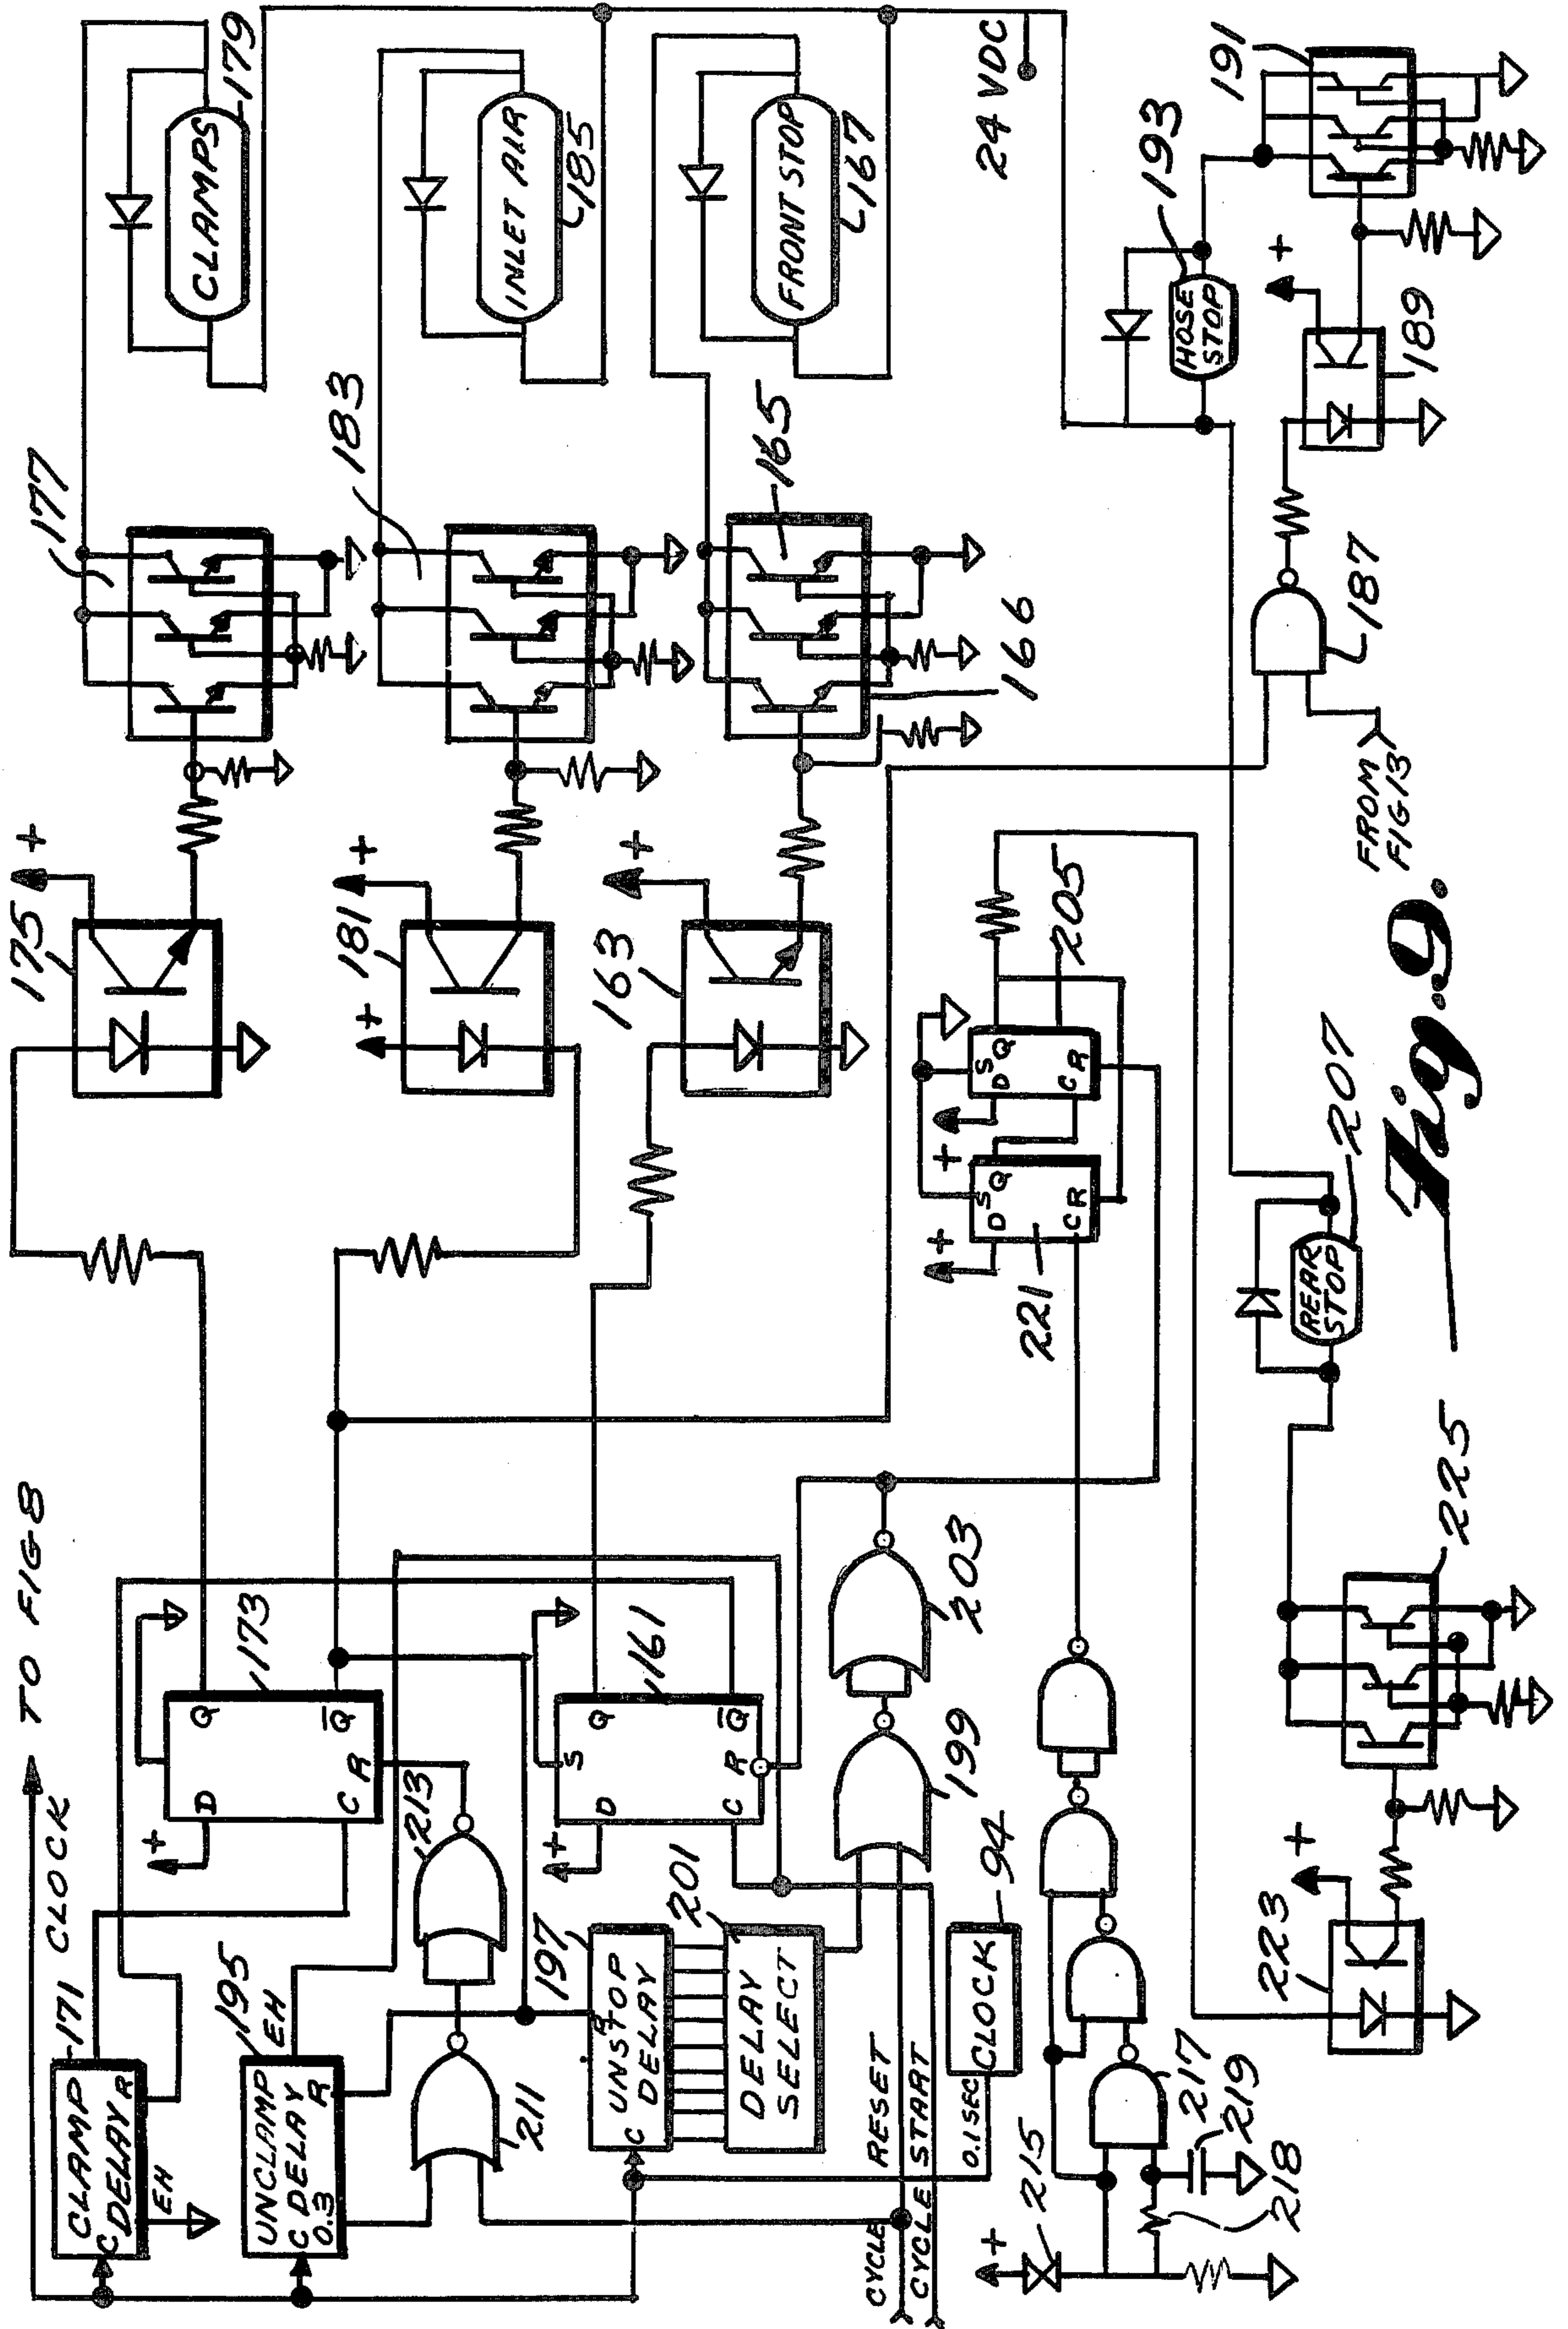 TO FIG 8
CLOCK
171
CLAMP
DELAY
C
R
EH
195
EH
UNCLAMP
C DELAY
0.3 R
211
213
173
D
Q
C
R
Q̅
+
175
+
177
CLAMPS
179
181
+
+
183
INLET AIR
185
161
S
D
Q
C
R
Q̅
+
163
+
165
166
FRONT STOP
167
197
R
UNSTOP
DELAY
C
201
DELAY
SELECT
199
203
CYCLE RESET
CYCLE START
0.1 SEC
CLOCK
94
24 VDC
215
+
217
219
218
221
+
S
D
Q
C
R
+
S
D
Q
C
R
205
187
FROM
FIG 13
189
+
191
HOSE
STOP
193
223
+
225
REAR
STOP
207
Fig. 9.